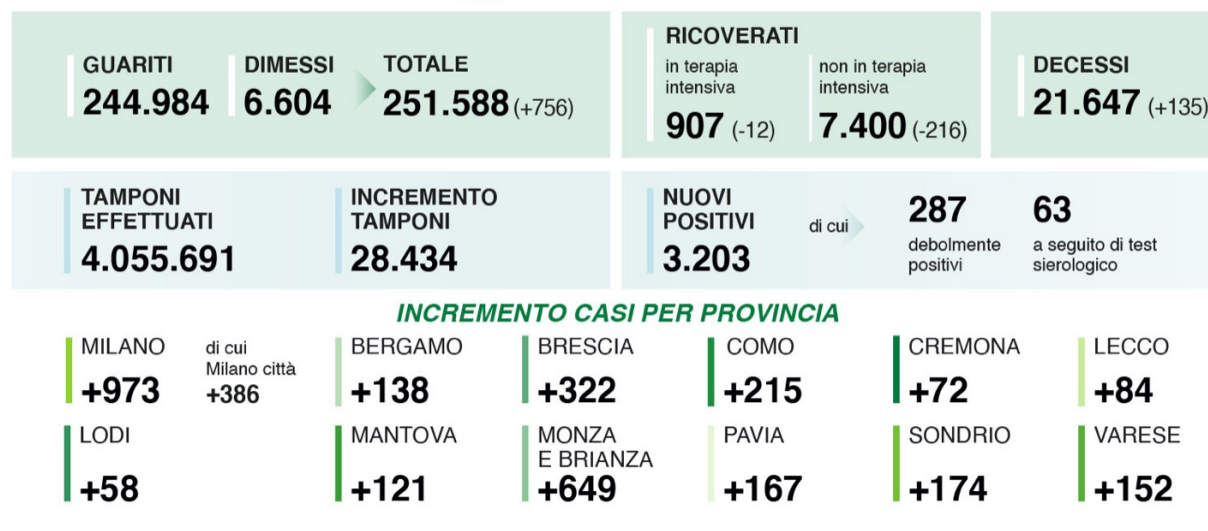 GUARITI
244.984
DIMESSI
6.604
TOTALE
251.588 (+756)
RICOVERATI
in terapia
intensiva
907 (-12)
non in terapia
intensiva
7.400 (-216)
DECESSI
21.647 (+135)
TAMPONI
EFFETTUATI
4.055.691
INCREMENTO
TAMPONI
28.434
NUOVI
POSITIVI
3.203
di cui
287
debolmente
positivi
63
a seguito di test
sierologico
INCREMENTO CASI PER PROVINCIA
MILANO
+973
di cui
Milano città
+386
BERGAMO
+138
BRESCIA
+322
COMO
+215
CREMONA
+72
LECCO
+84
LODI
+58
MANTOVA
+121
MONZA
E BRIANZA
+649
PAVIA
+167
SONDRIO
+174
VARESE
+152